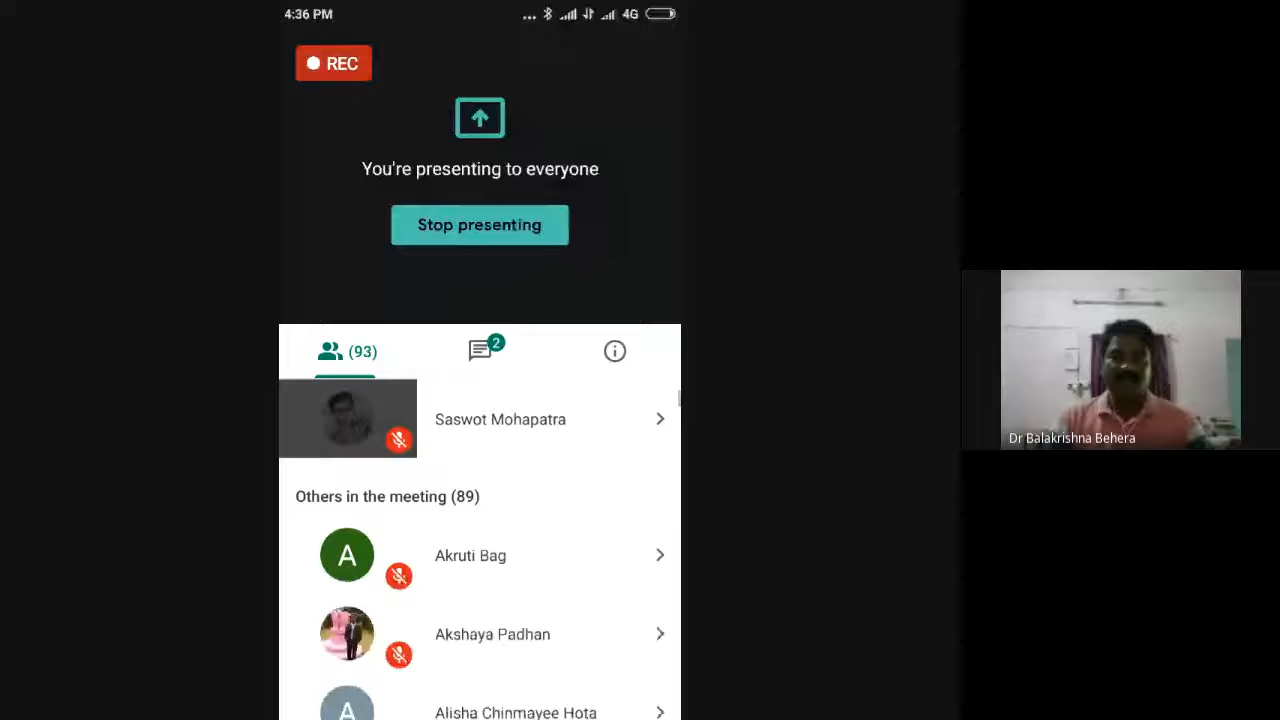 4:36 PM
4G
REC
You're presenting to everyone
Stop presenting
(93)
2
Saswot Mohapatra
Others in the meeting (89)
A
Akruti Bag
Akshaya Padhan
A
Alisha Chinmayee Hota
Dr Balakrishna Behera